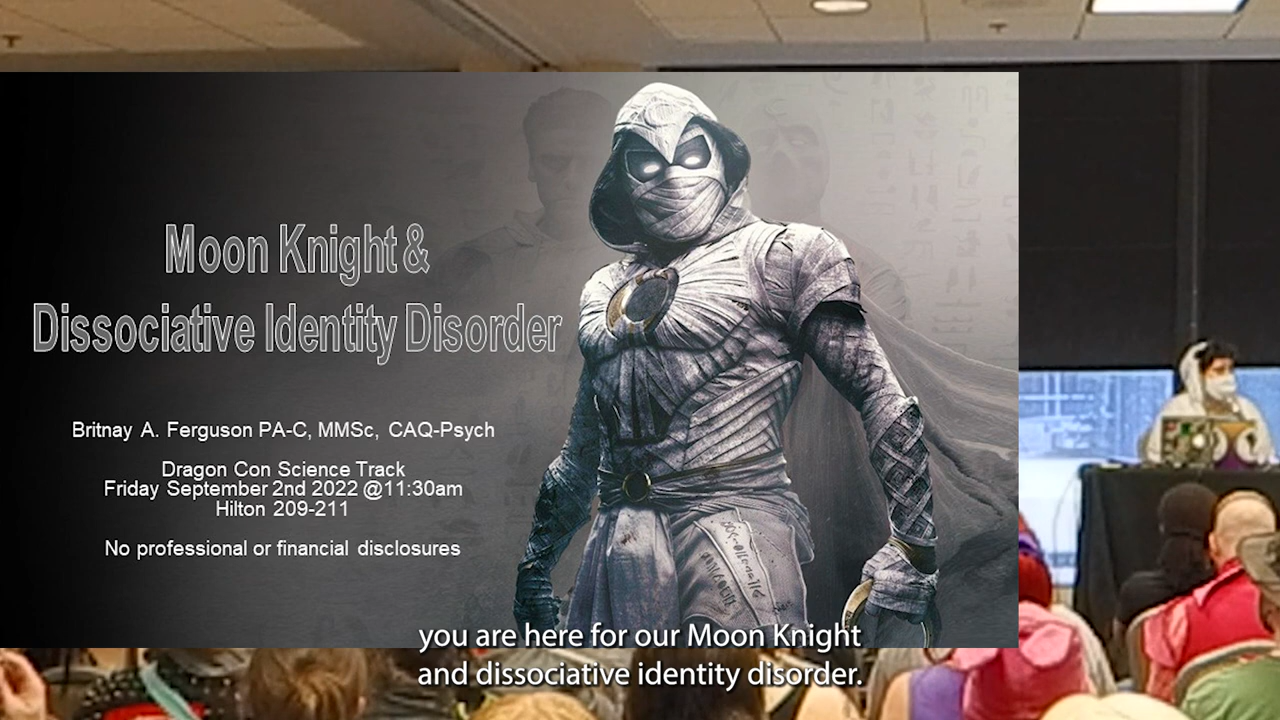 Moon Knight &
Dissociative Identity Disorder
Britnay A. Ferguson PA-C, MMSc, CAQ-Psych
Dragon Con Science Track
Friday September 2nd 2022 @11:30am
Hilton 209-211
No professional or financial disclosures
you are here for our Moon Knight
and dissociative identity disorder.